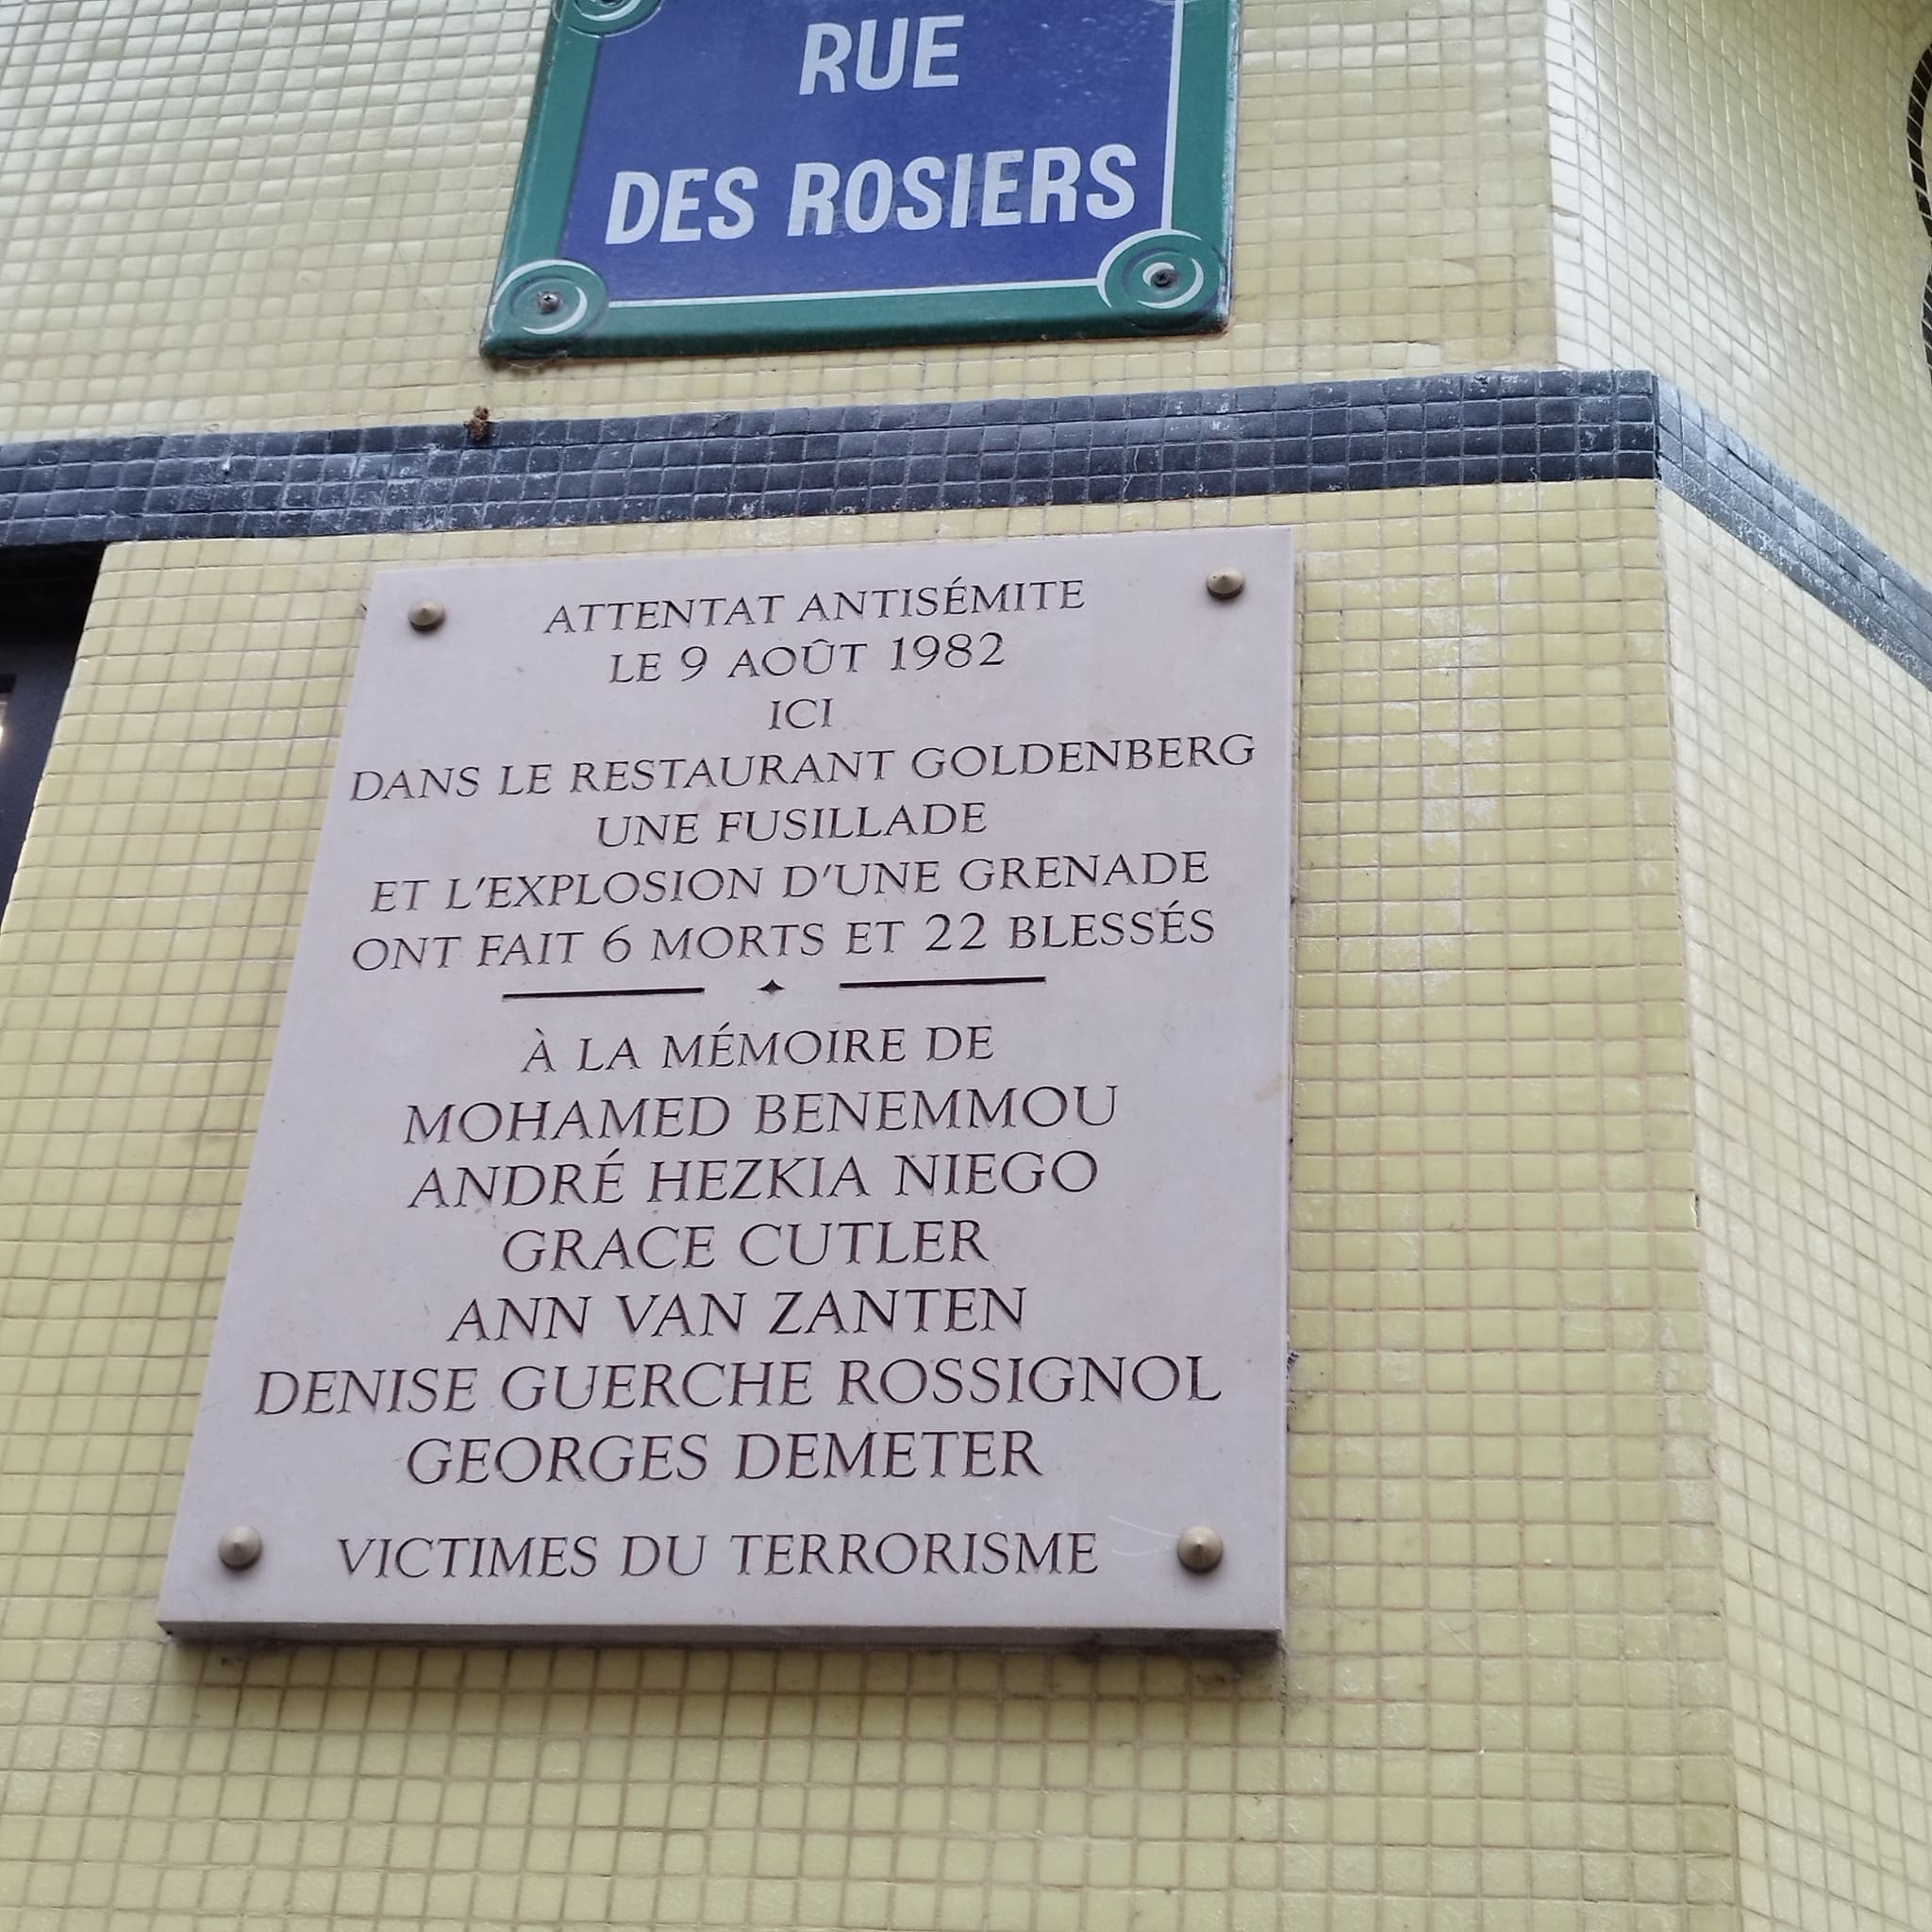 RUE
DES ROSIERS
ATTENTAT ANTISÉMITE
LE 9 AOÛT 1982
ICI
DANS LE RESTAURANT GOLDENBERG
UNE FUSILLADE
ET L'EXPLOSION D'UNE GRENADE
ONT FAIT 6 MORTS ET 22 BLESSÉS
À LA MÉMOIRE DE
MOHAMED BENEMMOU
ANDRÉ HEZKIA NIEGO
GRACE CUTLER
ANN VAN ZANTEN
DENISE GUERCHE ROSSIGNOL
GEORGES DEMETER
VICTIMES DU TERRORISME